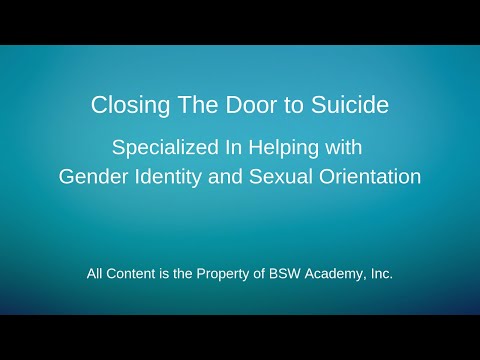 Closing The Door to Suicide
Specialized In Helping with
Gender Identity and Sexual Orientation
All Content is the Property of BSW Academy, Inc.